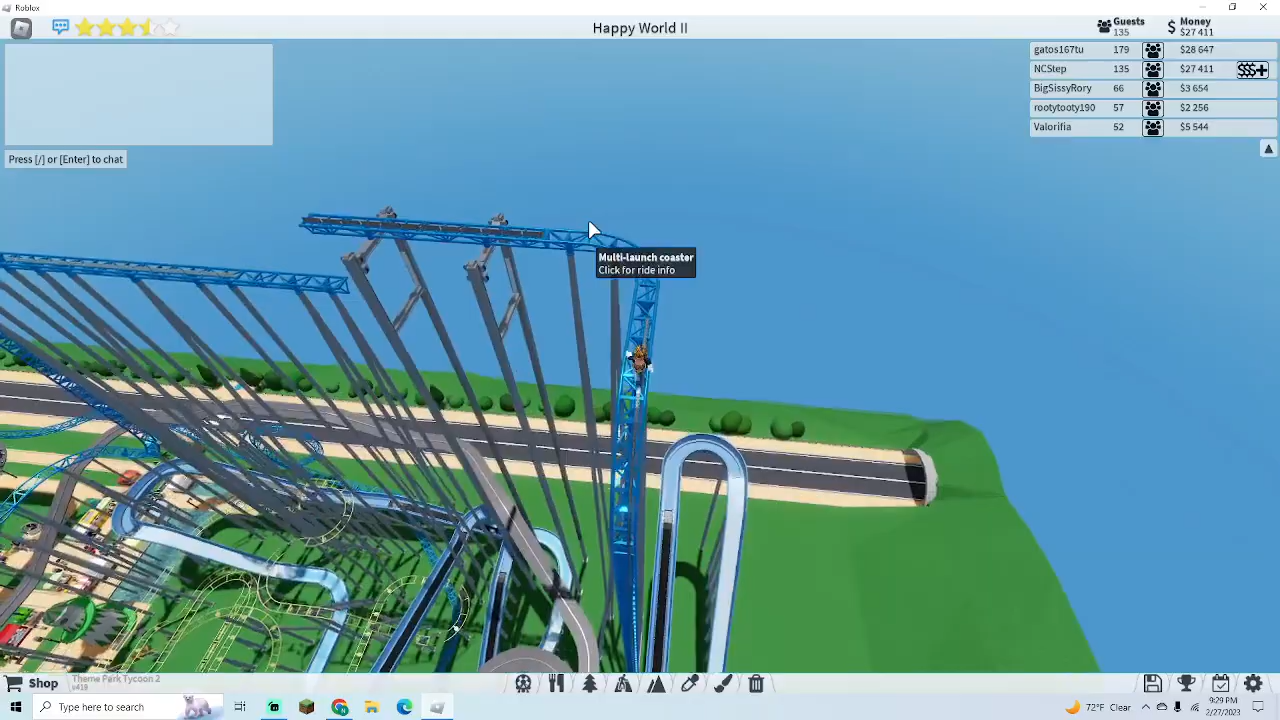 Roblox
Happy World II
Guests
135
Money
$27 411
gatos167tu 179 $28 647
NCStep 135 $27 411 $$$+
BigSissyRory 66 $3 654
rootytooty190 57 $2 256
Valorifia 52 $5 544
Press [/] or [Enter] to chat
Multi-launch coaster
Click for ride info
Shop
Theme Park Tycoon 2
v419
Type here to search
72°F Clear
9:29 PM
2/27/2023